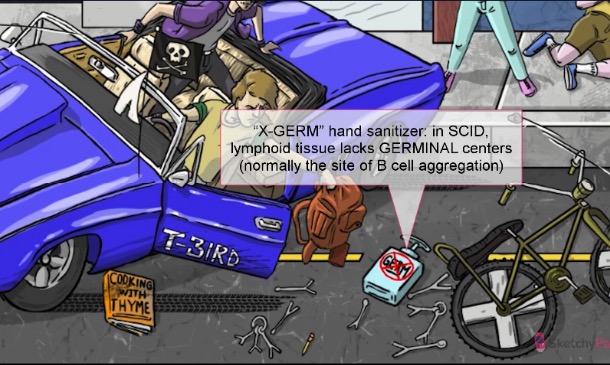 “X-GERM” hand sanitizer: in SCID,
lymphoid tissue lacks GERMINAL centers
(normally the site of B cell aggregation)
T-BIRD
GERM
COOKING
WITH
THYME